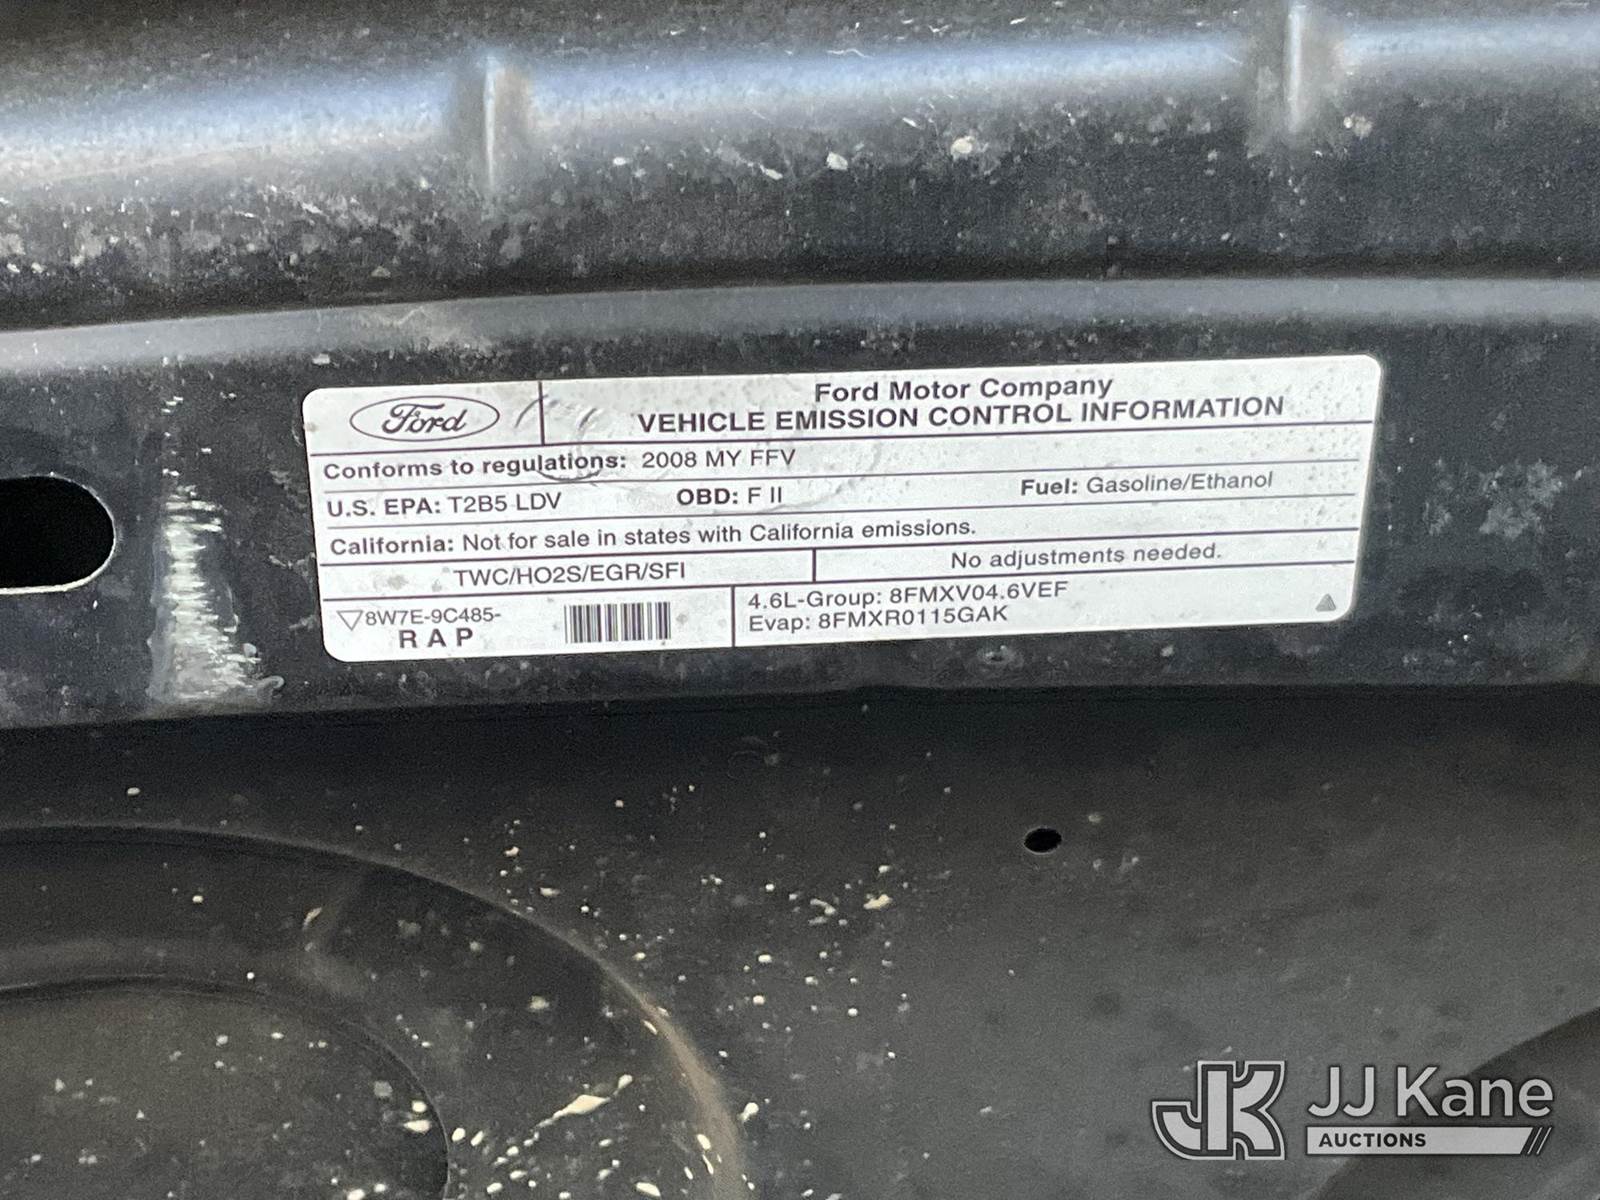 Ford
Ford Motor Company
VEHICLE EMISSION CONTROL INFORMATION
Conforms to regulations: 2008 MY FFV
U.S. EPA: T2B5 LDV OBD: F II Fuel: Gasoline/Ethanol
California: Not for sale in states with California emissions.
TWC/HO2S/EGR/SFI No adjustments needed.
8W7E-9C485-
RAP
4.6L-Group: 8FMXV04.6VEF
Evap: 8FMXR0115GAK
JK JJ Kane
AUCTIONS